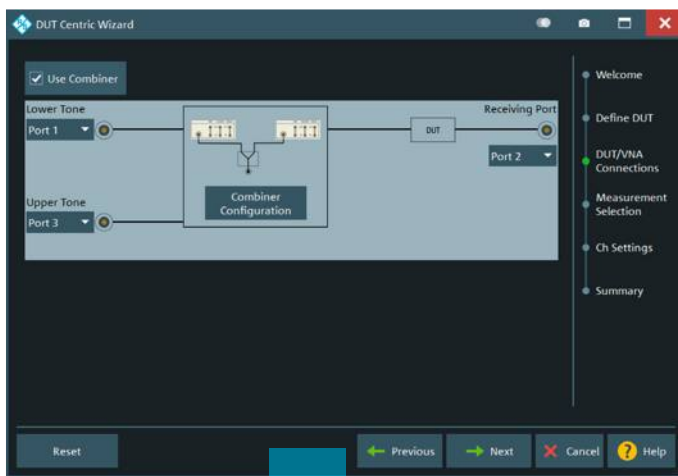 DUT Centric Wizard
Use Combiner
Lower Tone
Port 1
Upper Tone
Port 3
Combiner
Configuration
DUT
Receiving Port
Port 2
Welcome
Define DUT
DUT/VNA
Connections
Measurement
Selection
Ch Settings
Summary
Reset
Previous
Next
Cancel
? Help